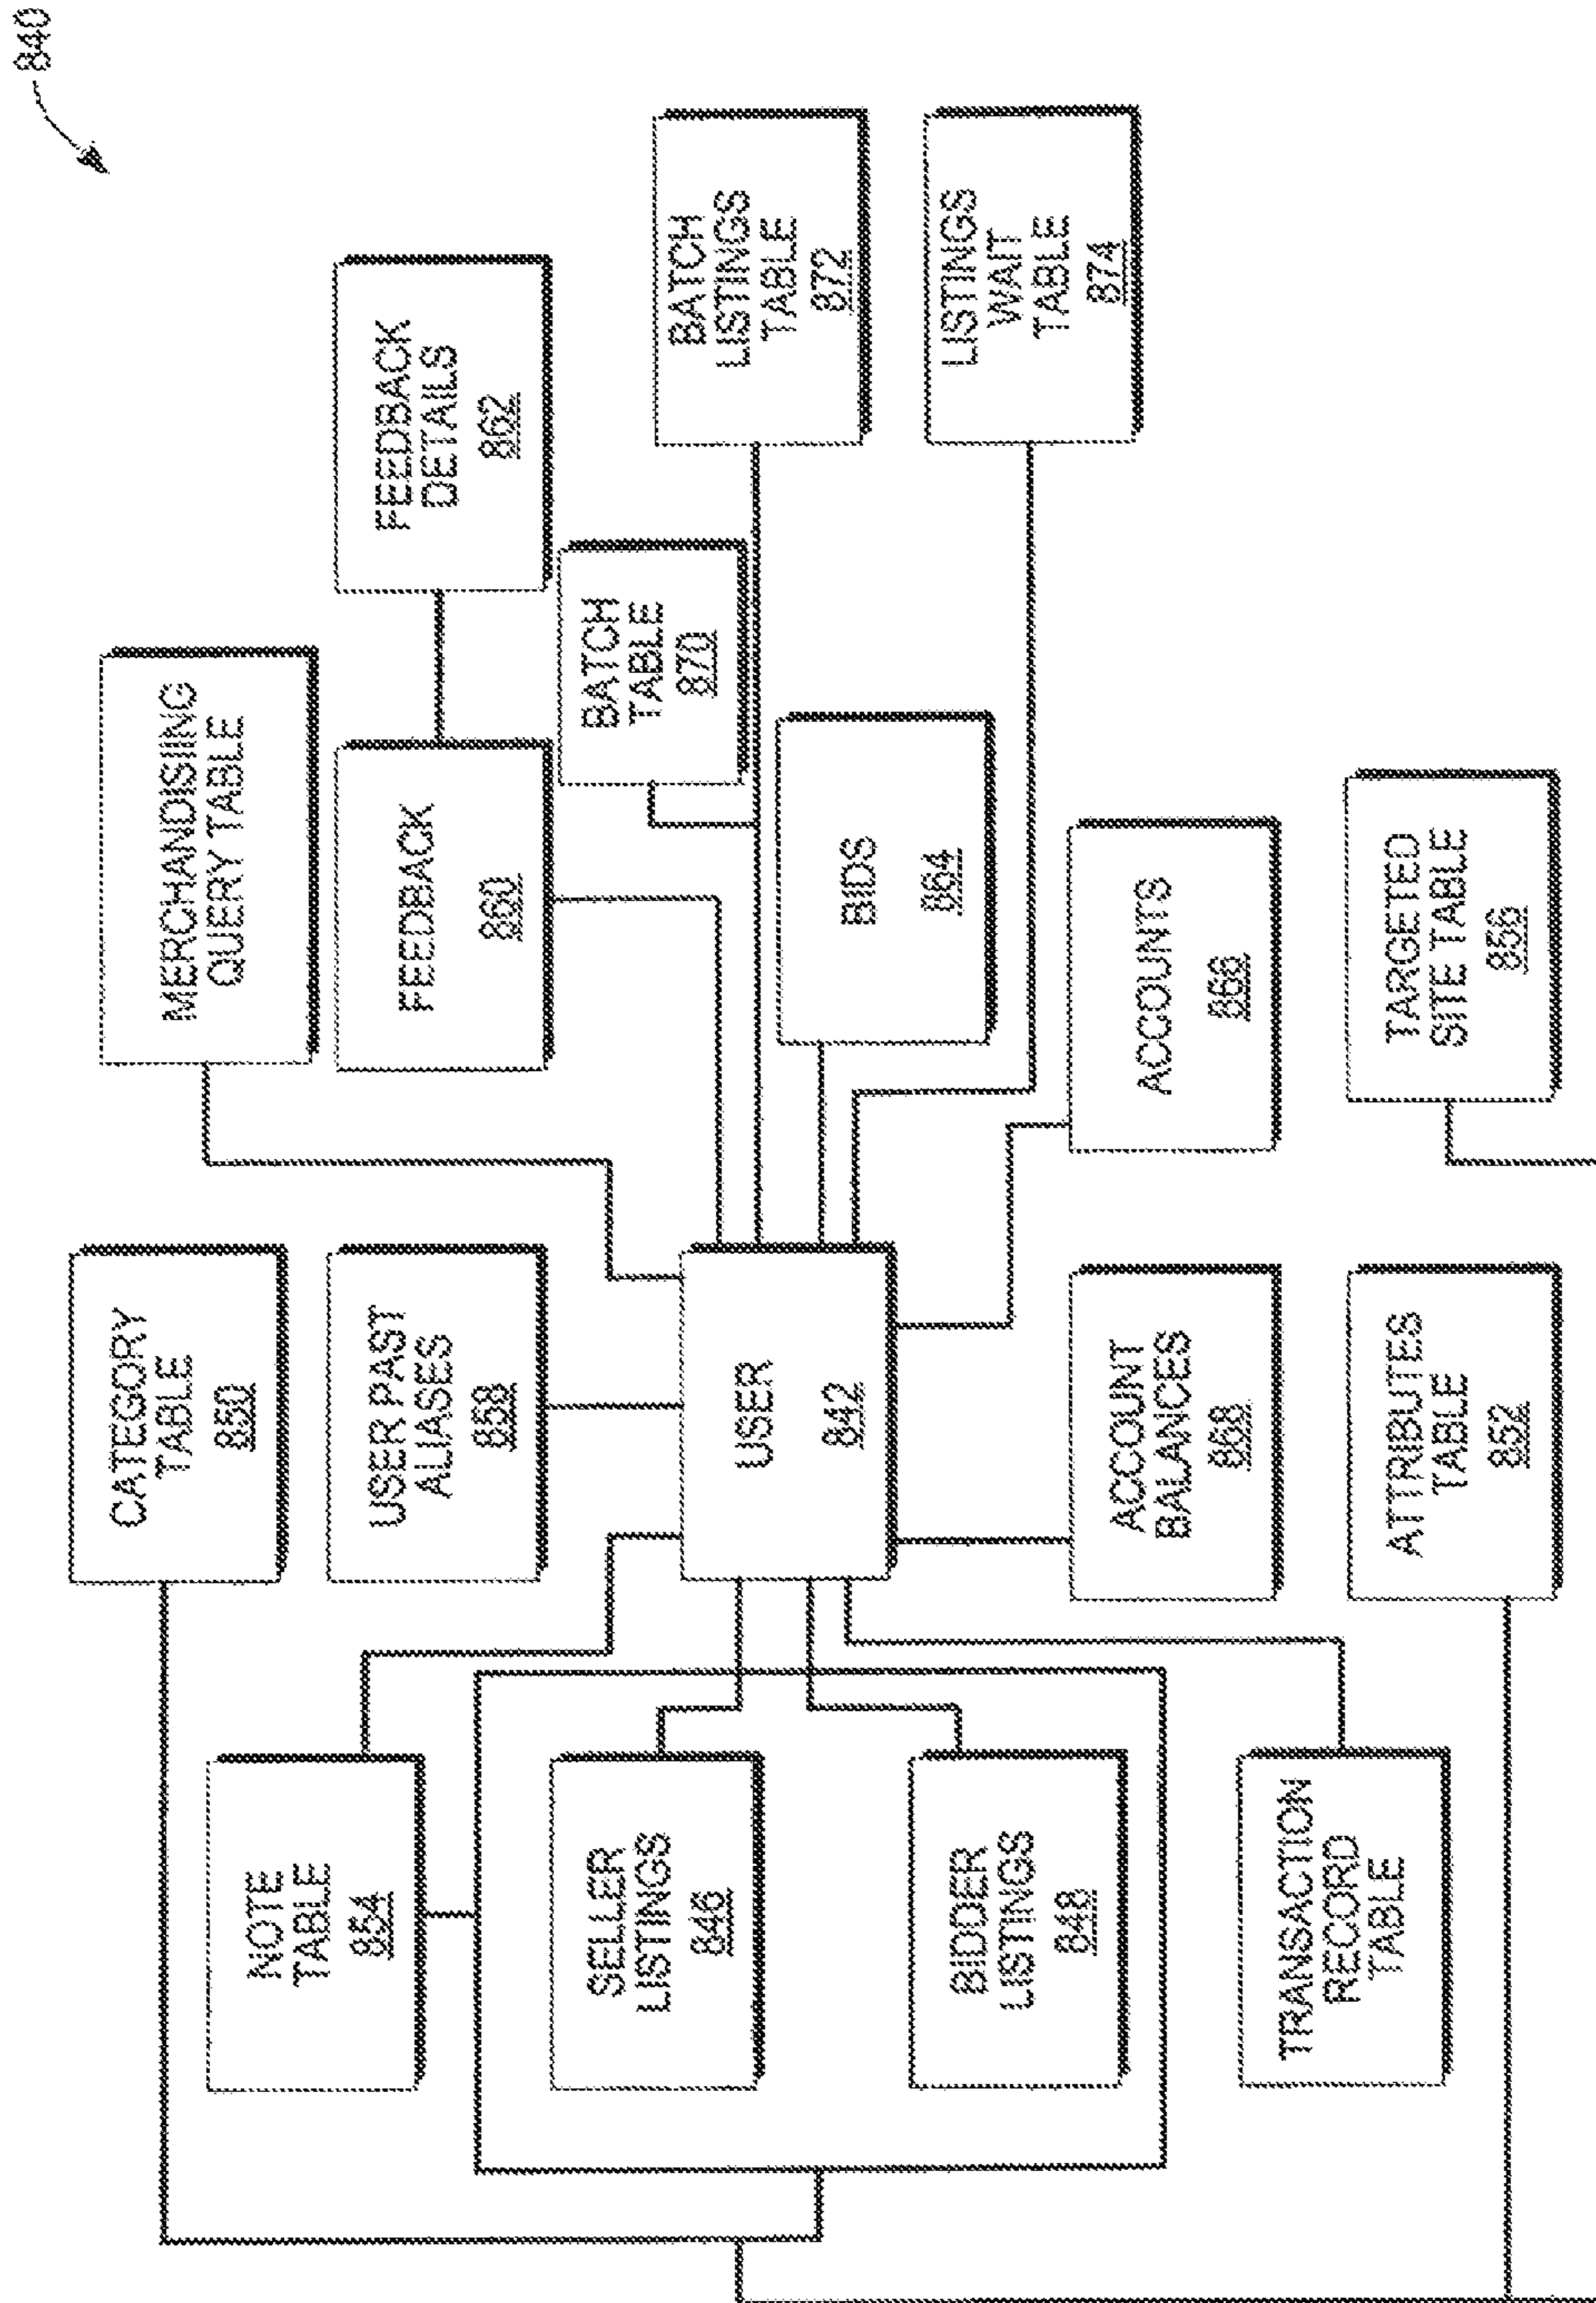 840
CATEGORY
TABLE
850
MERCHANDISIING
QUERY TABLE
NOTE
TABLE
854
USER PAST
ALIASES
858
FEEDBACK
860
FEEDBACK
DETAILS
862
BATCH
TABLE
870
SELLER
LISTINGS
846
USER
842
BATCH
LISTINGS
TABLE
872
BIDS
864
BIDDER
LISTINGS
848
LISTINGS
WAIT
TABLE
874
ACCOUNT
BALANCES
868
ACCOUNTS
868
TRANSACTION
RECORD
TABLE
ATTRIBUTES
TABLE
852
TARGETED
SITE TABLE
856